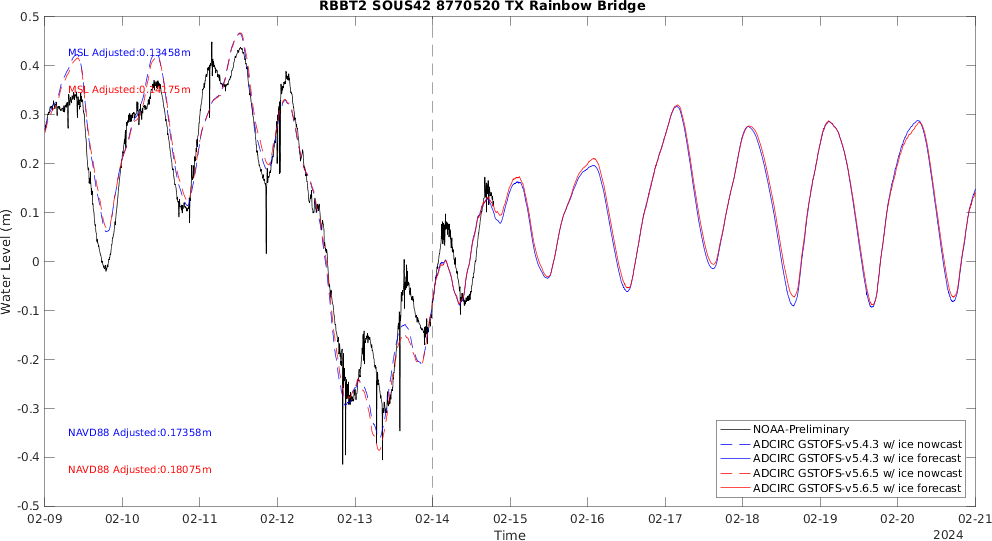 RBBT2 SOUS42 8770520 TX Rainbow Bridge
Water Level (m)
0.5
0.4
0.3
0.2
0.1
0
-0.1
-0.2
-0.3
-0.4
-0.5
MSL Adjusted:0.13458m
MSL Adjusted:0.14175m
NAVD88 Adjusted:0.17358m
NAVD88 Adjusted:0.18075m
NOAA-Preliminary
ADCIRC GSTOFS-v5.4.3 w/ ice nowcast
ADCIRC GSTOFS-v5.4.3 w/ ice forecast
ADCIRC GSTOFS-v5.6.5 w/ ice nowcast
ADCIRC GSTOFS-v5.6.5 w/ ice forecast
02-09 02-10 02-11 02-12 02-13 02-14 02-15 02-16 02-17 02-18 02-19 02-20 02-21
Time
2024